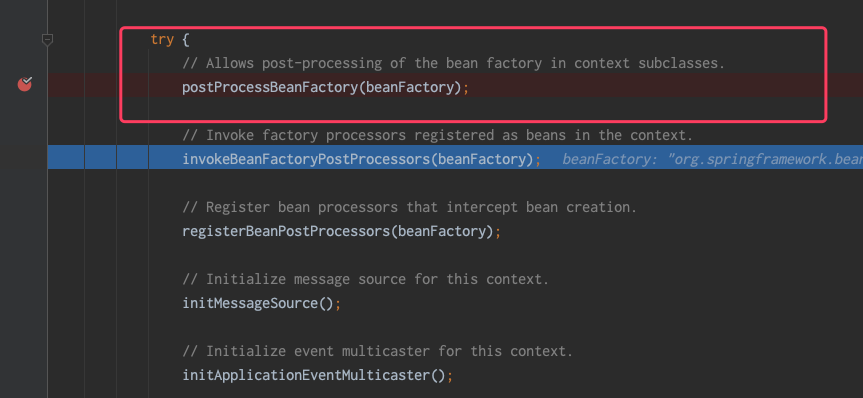 try {
// Allows post-processing of the bean factory in context subclasses.
postProcessBeanFactory(beanFactory);
// Invoke factory processors registered as beans in the context.
invokeBeanFactoryPostProcessors(beanFactory); beanFactory: "org.springframework.bean
// Register bean processors that intercept bean creation.
registerBeanPostProcessors(beanFactory);
// Initialize message source for this context.
initMessageSource();
// Initialize event multicaster for this context.
initApplicationEventMulticaster();